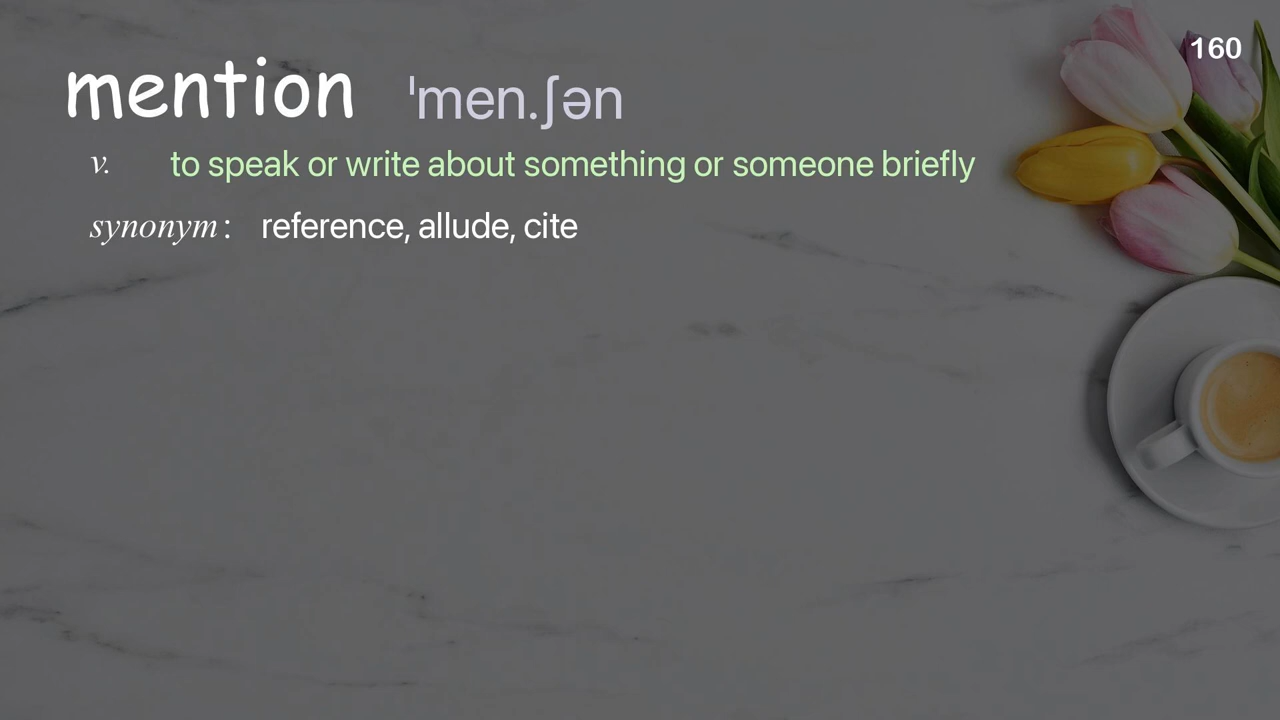 160
mention ˈmen.ʃən
v. to speak or write about something or someone briefly
synonym: reference, allude, cite